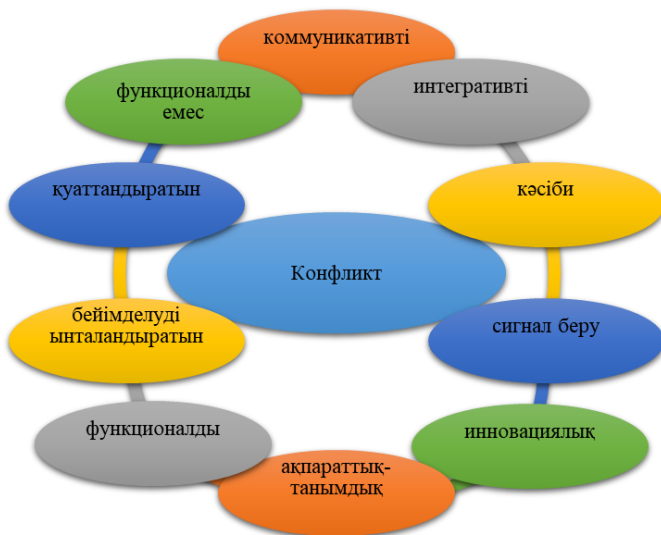 коммуникативті
интегративті
кәсіби
сигнал беру
инновациялық
ақпараттық-
танымдық
функционалды
бейімделуді
ынталандыратын
қуаттандыратын
функционалды
емес
Конфликт